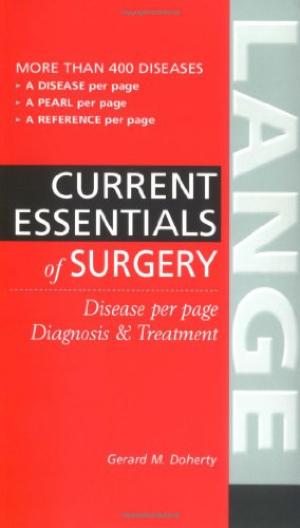 MORE THAN 400 DISEASES
▸ A DISEASE per page
▸ A PEARL per page
▸ A REFERENCE per page
CURRENT
ESSENTIALS
of SURGERY
Disease per page
Diagnosis & Treatment
Gerard M. Doherty
LANGE